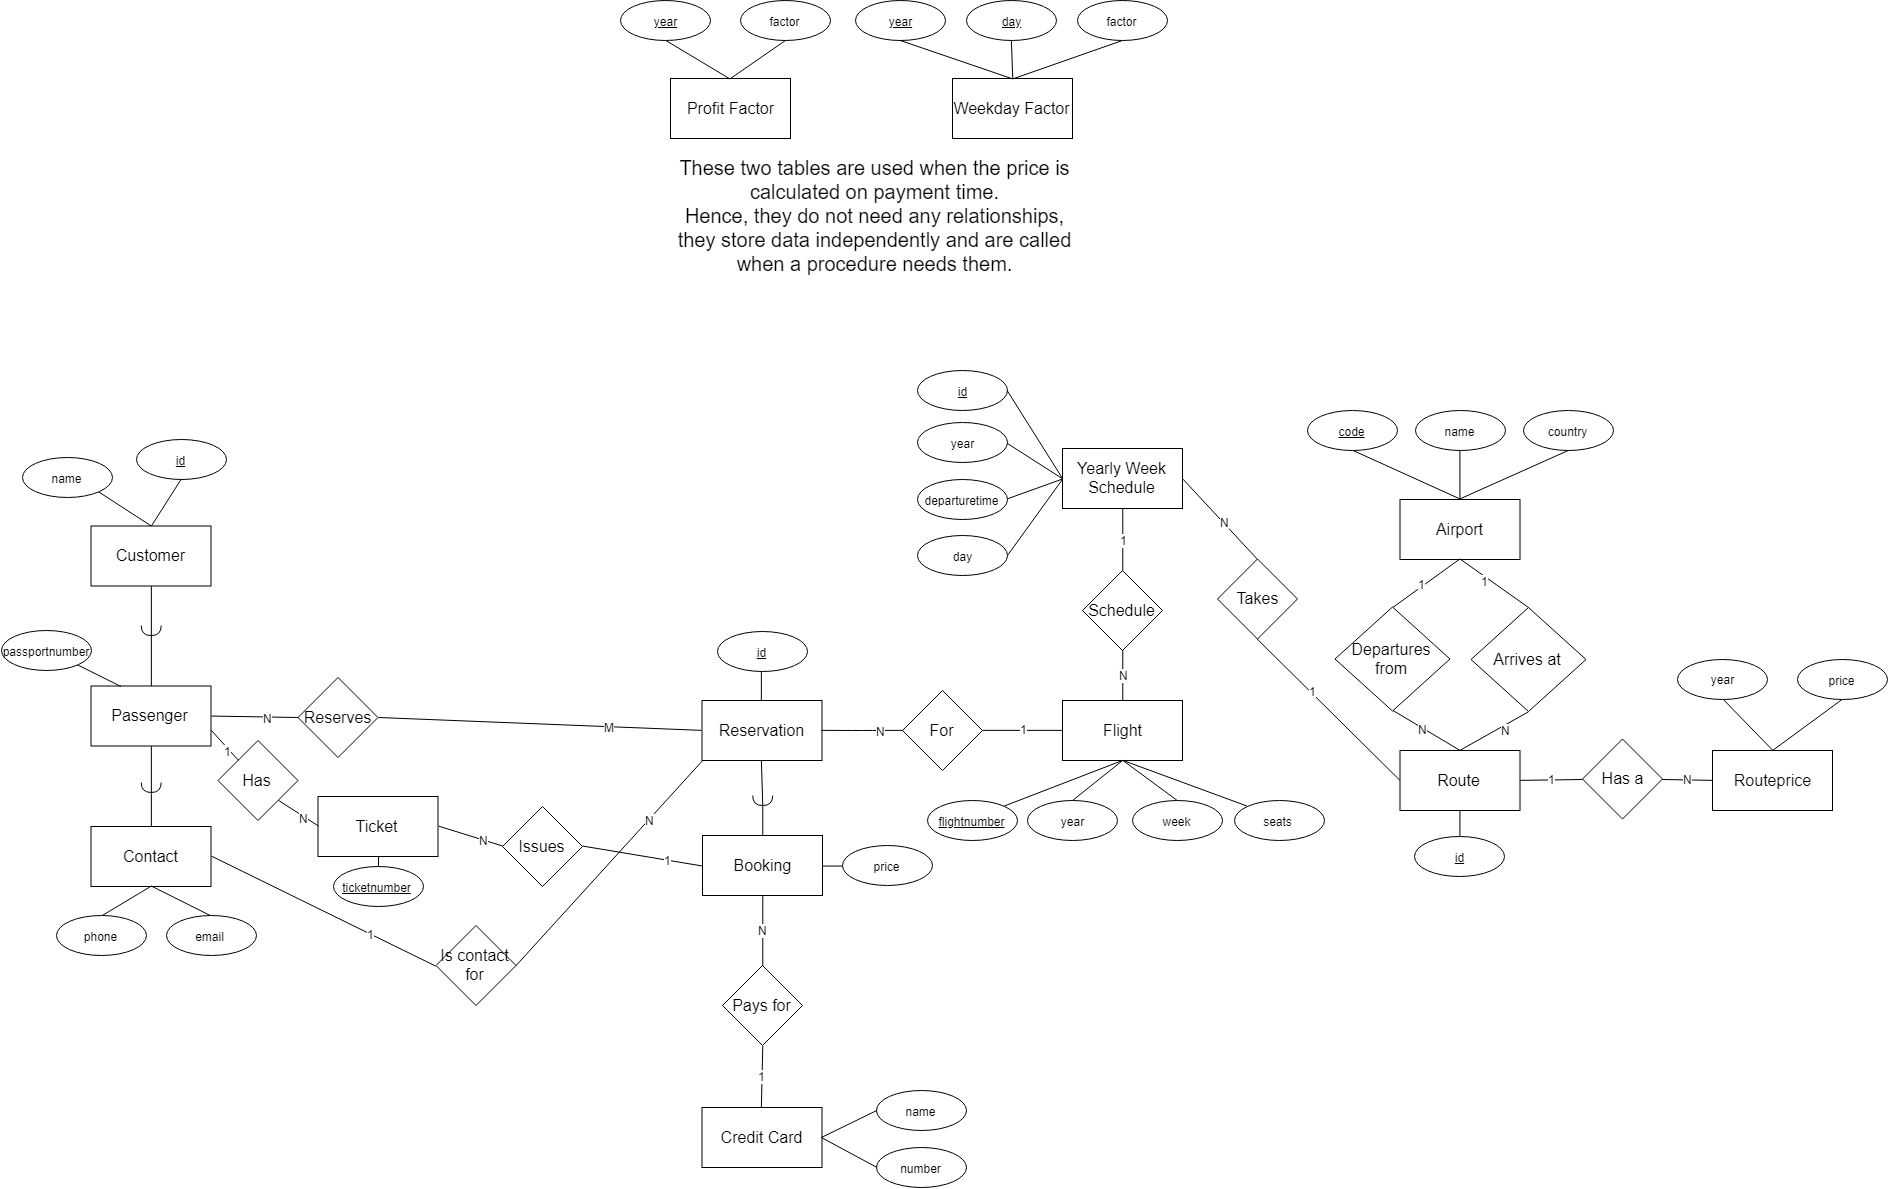 year
factor
year
day
factor
Profit Factor
Weekday Factor
These two tables are used when the price is
calculated on payment time.
Hence, they do not need any relationships,
they store data independently and are called
when a procedure needs them.
id
year
departuretime
day
Yearly Week
Schedule
code
name
country
Airport
name
id
Customer
N
1
Schedule
Takes
1
1
Departures
from
Arrives at
passportnumber
Passenger
N
Reserves
M
id
Reservation
N
For
1
N
Flight
1
N
N
year
price
Route
1
Has a
N
Routeprice
1
Has
N
Ticket
ticketnumber
N
Issues
1
N
Booking
price
flightnumber
year
week
seats
id
Contact
phone
email
1
Is contact
for
N
Pays for
1
Credit Card
name
number